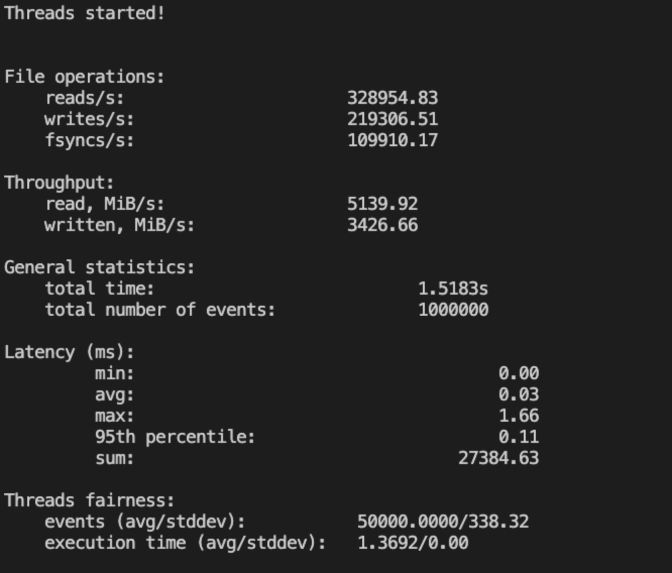 Threads started!
File operations:
reads/s: 328954.83
writes/s: 219306.51
fsyncs/s: 109910.17
Throughput:
read, MiB/s: 5139.92
written, MiB/s: 3426.66
General statistics:
total time: 1.5183s
total number of events: 1000000
Latency (ms):
min: 0.00
avg: 0.03
max: 1.66
95th percentile: 0.11
sum: 27384.63
Threads fairness:
events (avg/stddev): 50000.0000/338.32
execution time (avg/stddev): 1.3692/0.00